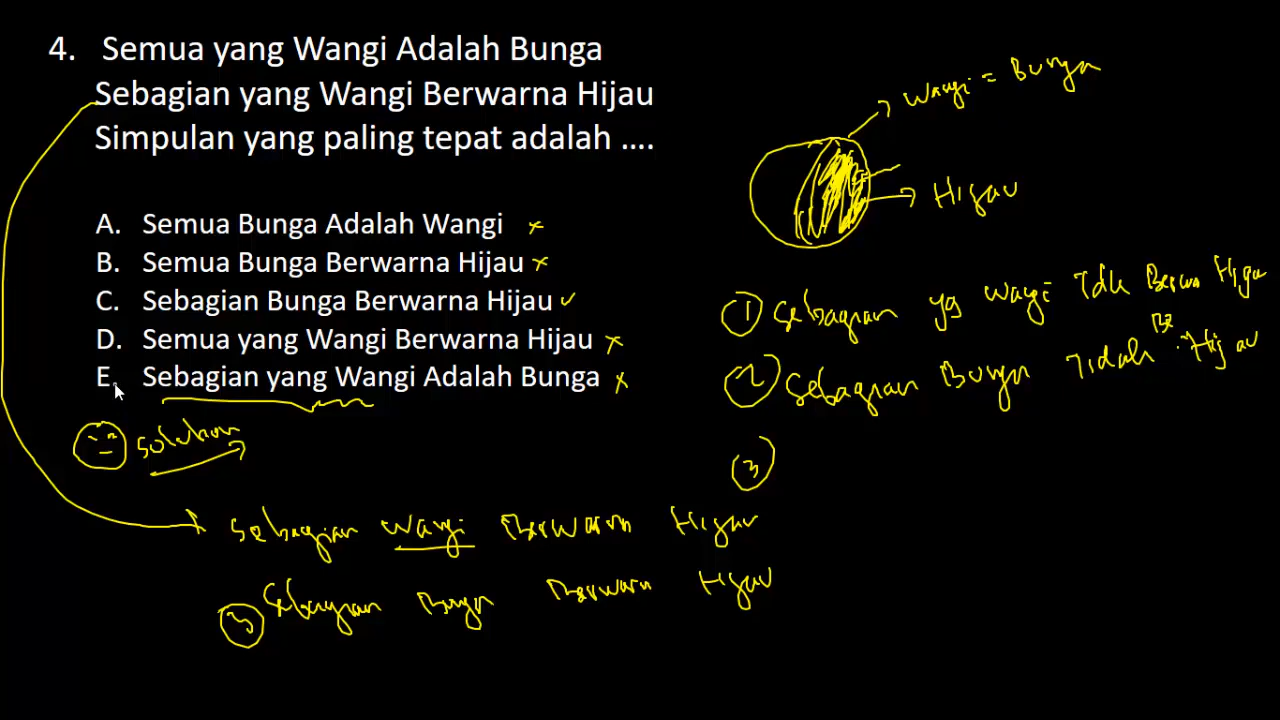 4. Semua yang Wangi Adalah Bunga
Sebagian yang Wangi Berwarna Hijau
Simpulan yang paling tepat adalah ....
A. Semua Bunga Adalah Wangi x
B. Semua Bunga Berwarna Hijau x
C. Sebagian Bunga Berwarna Hijau ✓
D. Semua yang Wangi Berwarna Hijau x
E. Sebagian yang Wangi Adalah Bunga x
Wangi = Bunga
Hijau
1 Sebagian yg Wangi Tdk Hijau
2 Sebagian Bunga Tidak Hijau
3
Sebagian Wangi Berwarna Hijau
3 Sebagian Bunga Berwarna Hijau